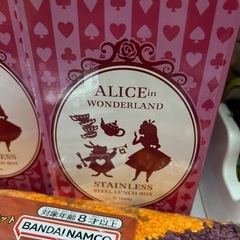 ALICE in
WONDERLAND
STAINLESS
STEEL LUNCH BOX
対象年齢8才以上
BANDAI NAMCO